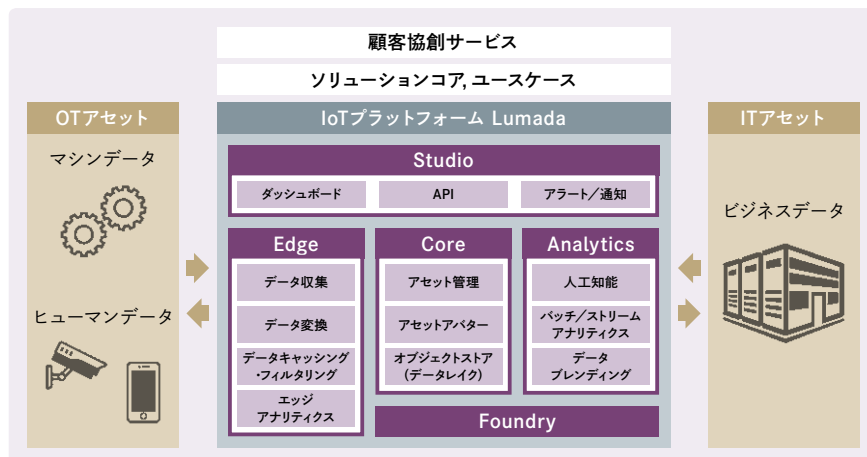 顧客協創サービス
ソリューションコア, ユースケース
OTアセット
マシンデータ
ヒューマンデータ
IoTプラットフォーム Lumada
Studio
ダッシュボード
API
アラート／通知
Edge
データ収集
データ変換
データキャッシング
・フィルタリング
エッジ
アナリティクス
Core
アセット管理
アセットアバター
オブジェクトストア
(データレイク)
Analytics
人工知能
バッチ／ストリーム
アナリティクス
データ
ブレンディング
Foundry
ITアセット
ビジネスデータ